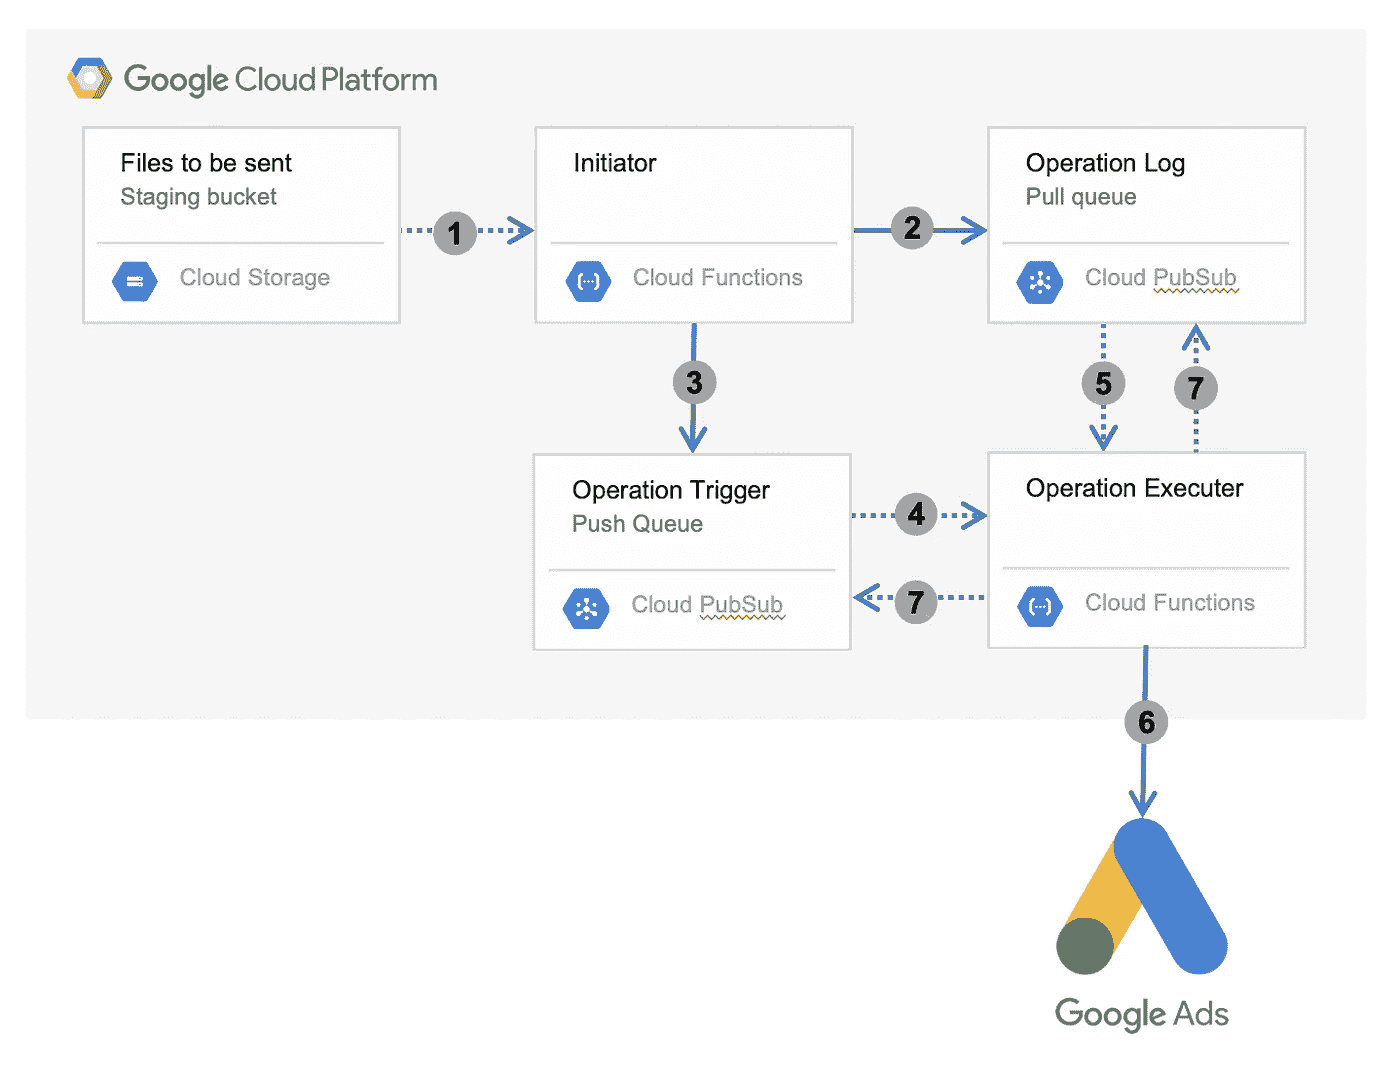 Google Cloud Platform
Files to be sent
Staging bucket
Cloud Storage
1
Initiator
Cloud Functions
2
Operation Log
Pull queue
Cloud PubSub
3
5
7
Operation Trigger
Push Queue
Cloud PubSub
4
7
Operation Executer
Cloud Functions
6
Google Ads